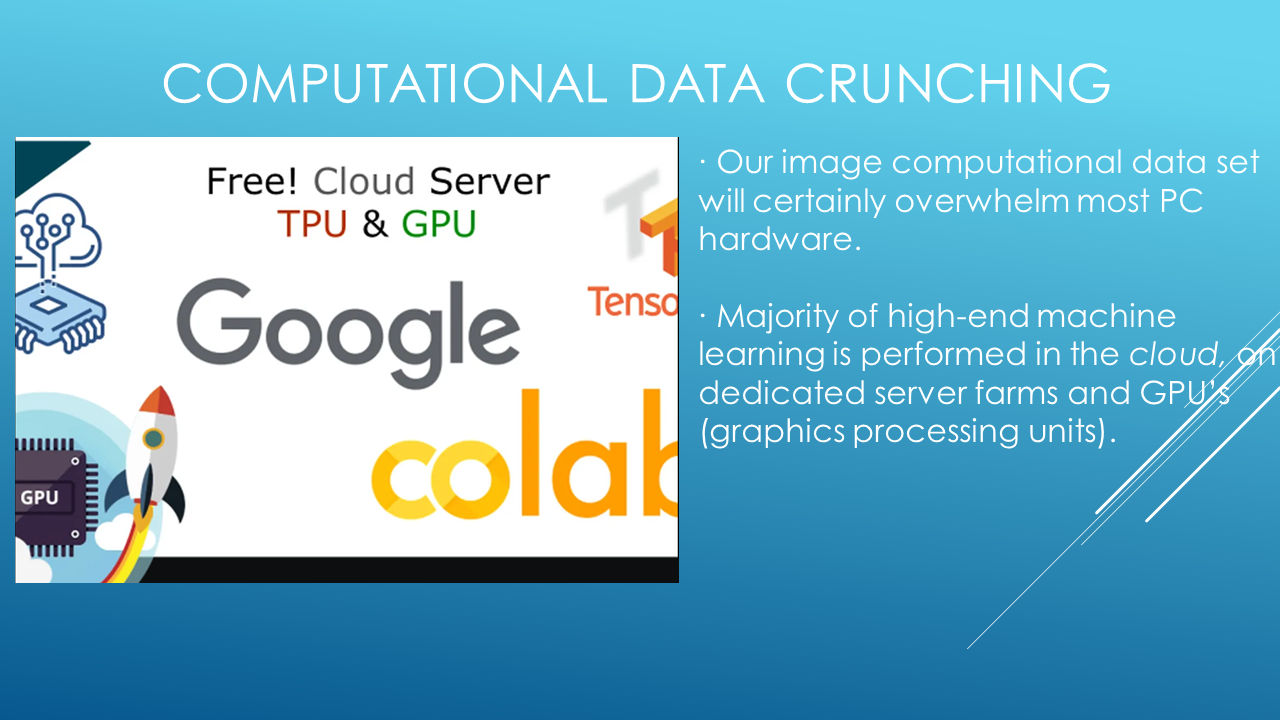 COMPUTATIONAL DATA CRUNCHING
Free! Cloud Server
TPU & GPU
Google
Tenso
colab
GPU
· Our image computational data set
will certainly overwhelm most PC
hardware.
· Majority of high-end machine
learning is performed in the cloud, on
dedicated server farms and GPU's
(graphics processing units).